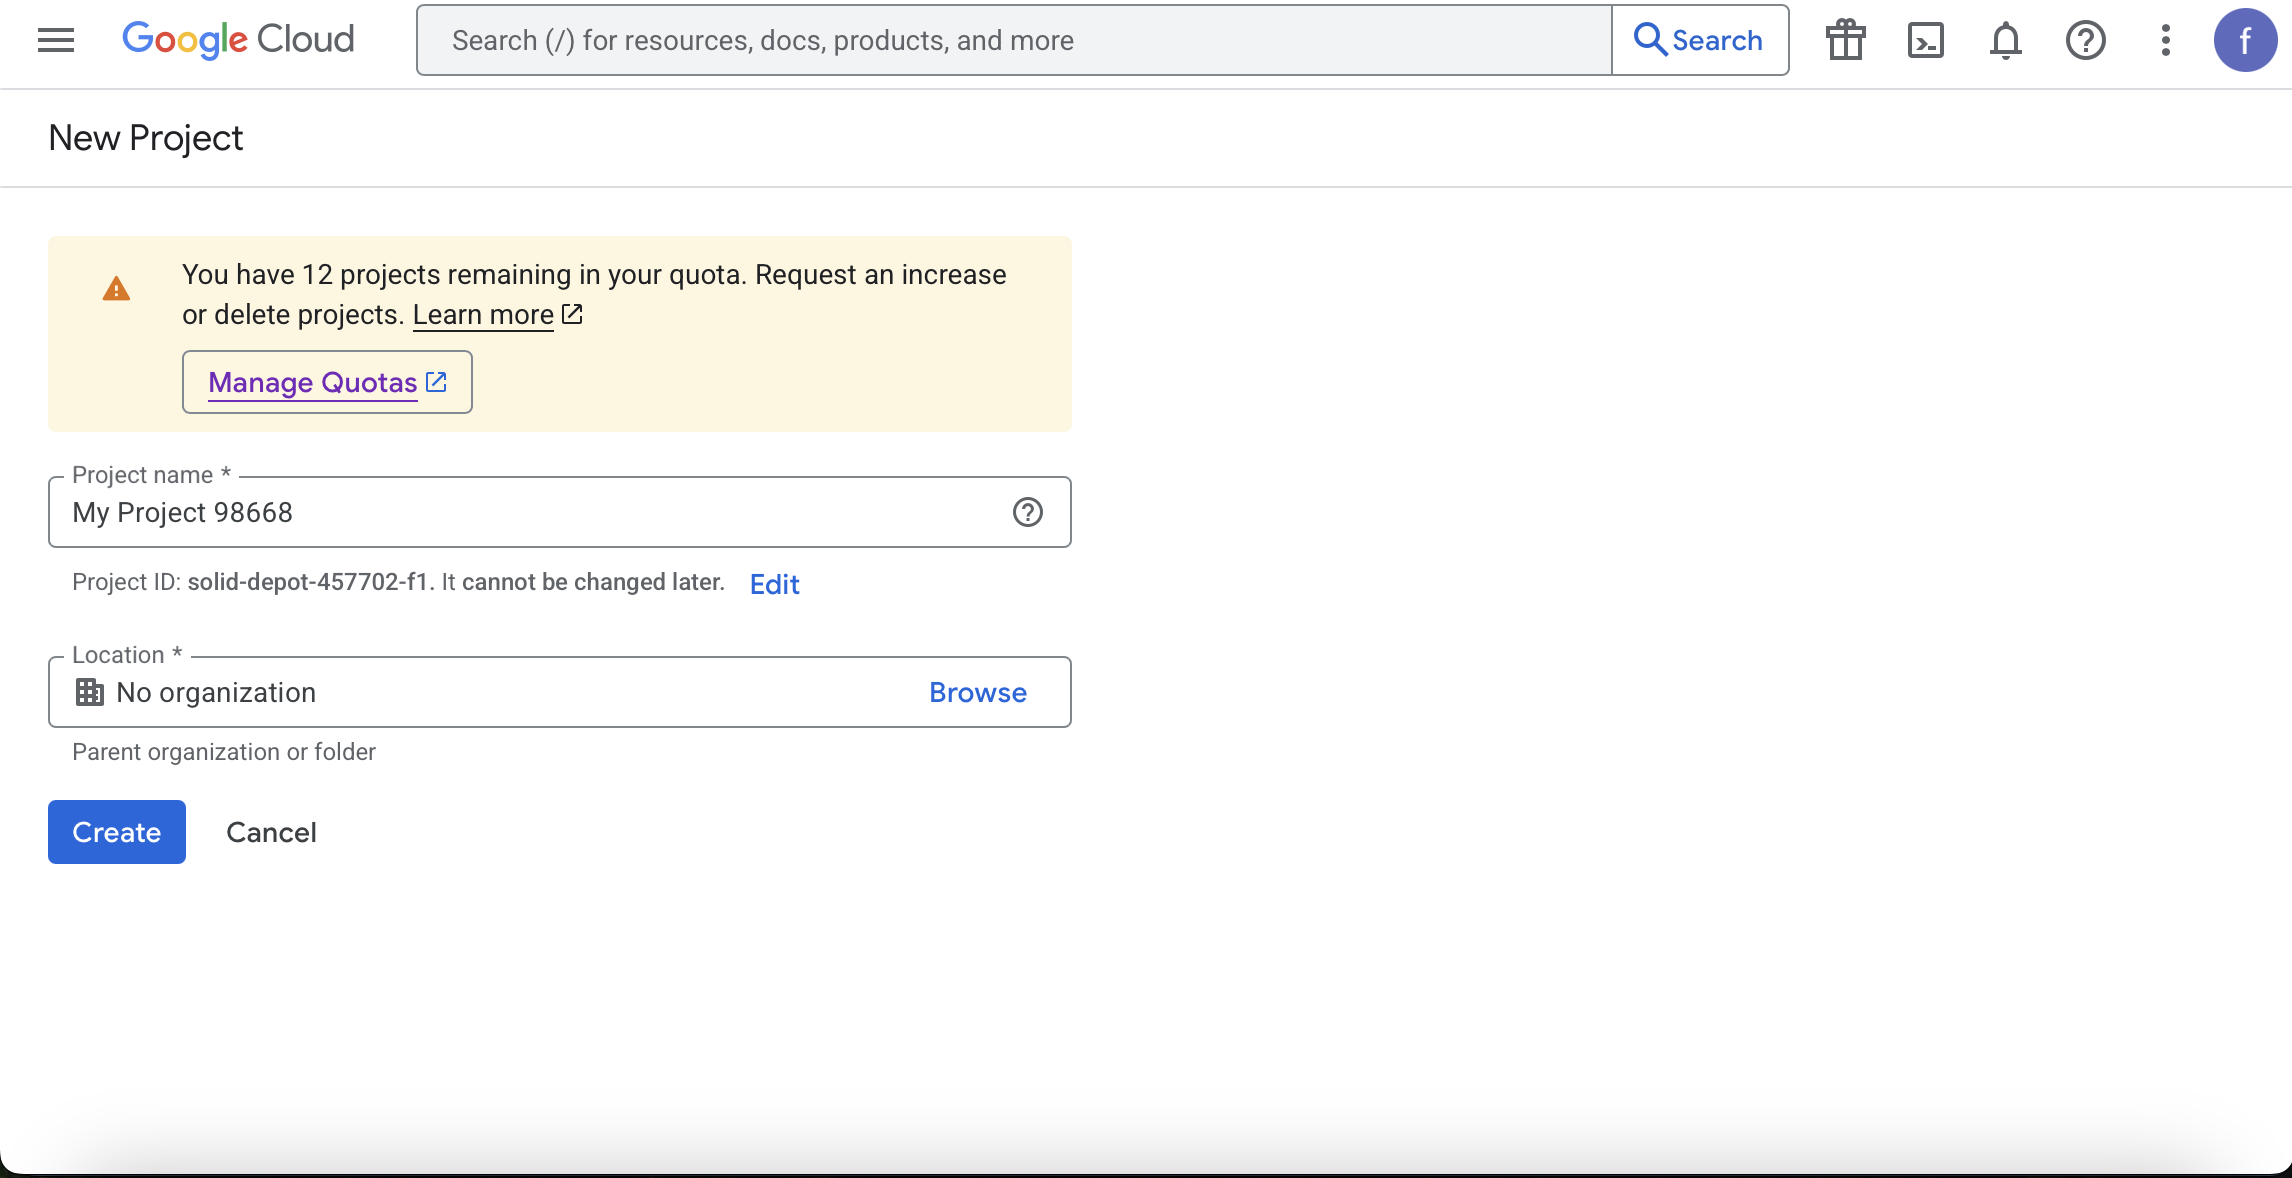 Google Cloud
Search (/) for resources, docs, products, and more
Search
f
New Project
You have 12 projects remaining in your quota. Request an increase
or delete projects. Learn more
Manage Quotas
Project name *
My Project 98668
Project ID: solid-depot-457702-f1. It cannot be changed later. Edit
Location *
No organization
Browse
Parent organization or folder
Create
Cancel